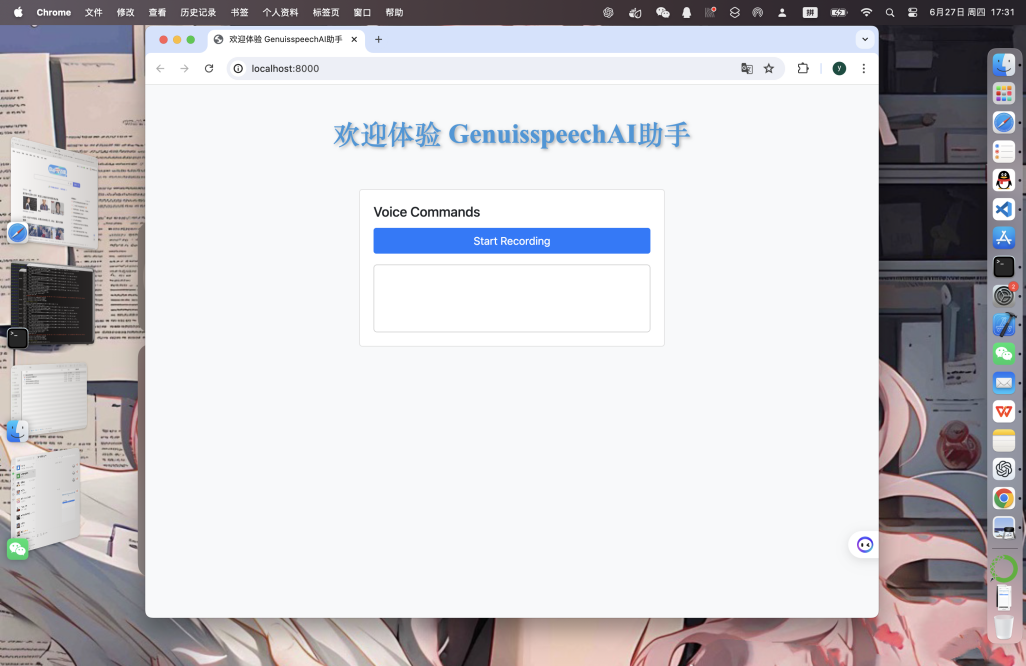 Chrome 文件 修改 查看 历史记录 书签 个人资料 标签页 窗口 帮助 拼 6月27日 周四 17:31
欢迎体验 GenuisspeechAI助手
localhost:8000
y
欢迎体验 GenuisspeechAI助手
Voice Commands
Start Recording
2